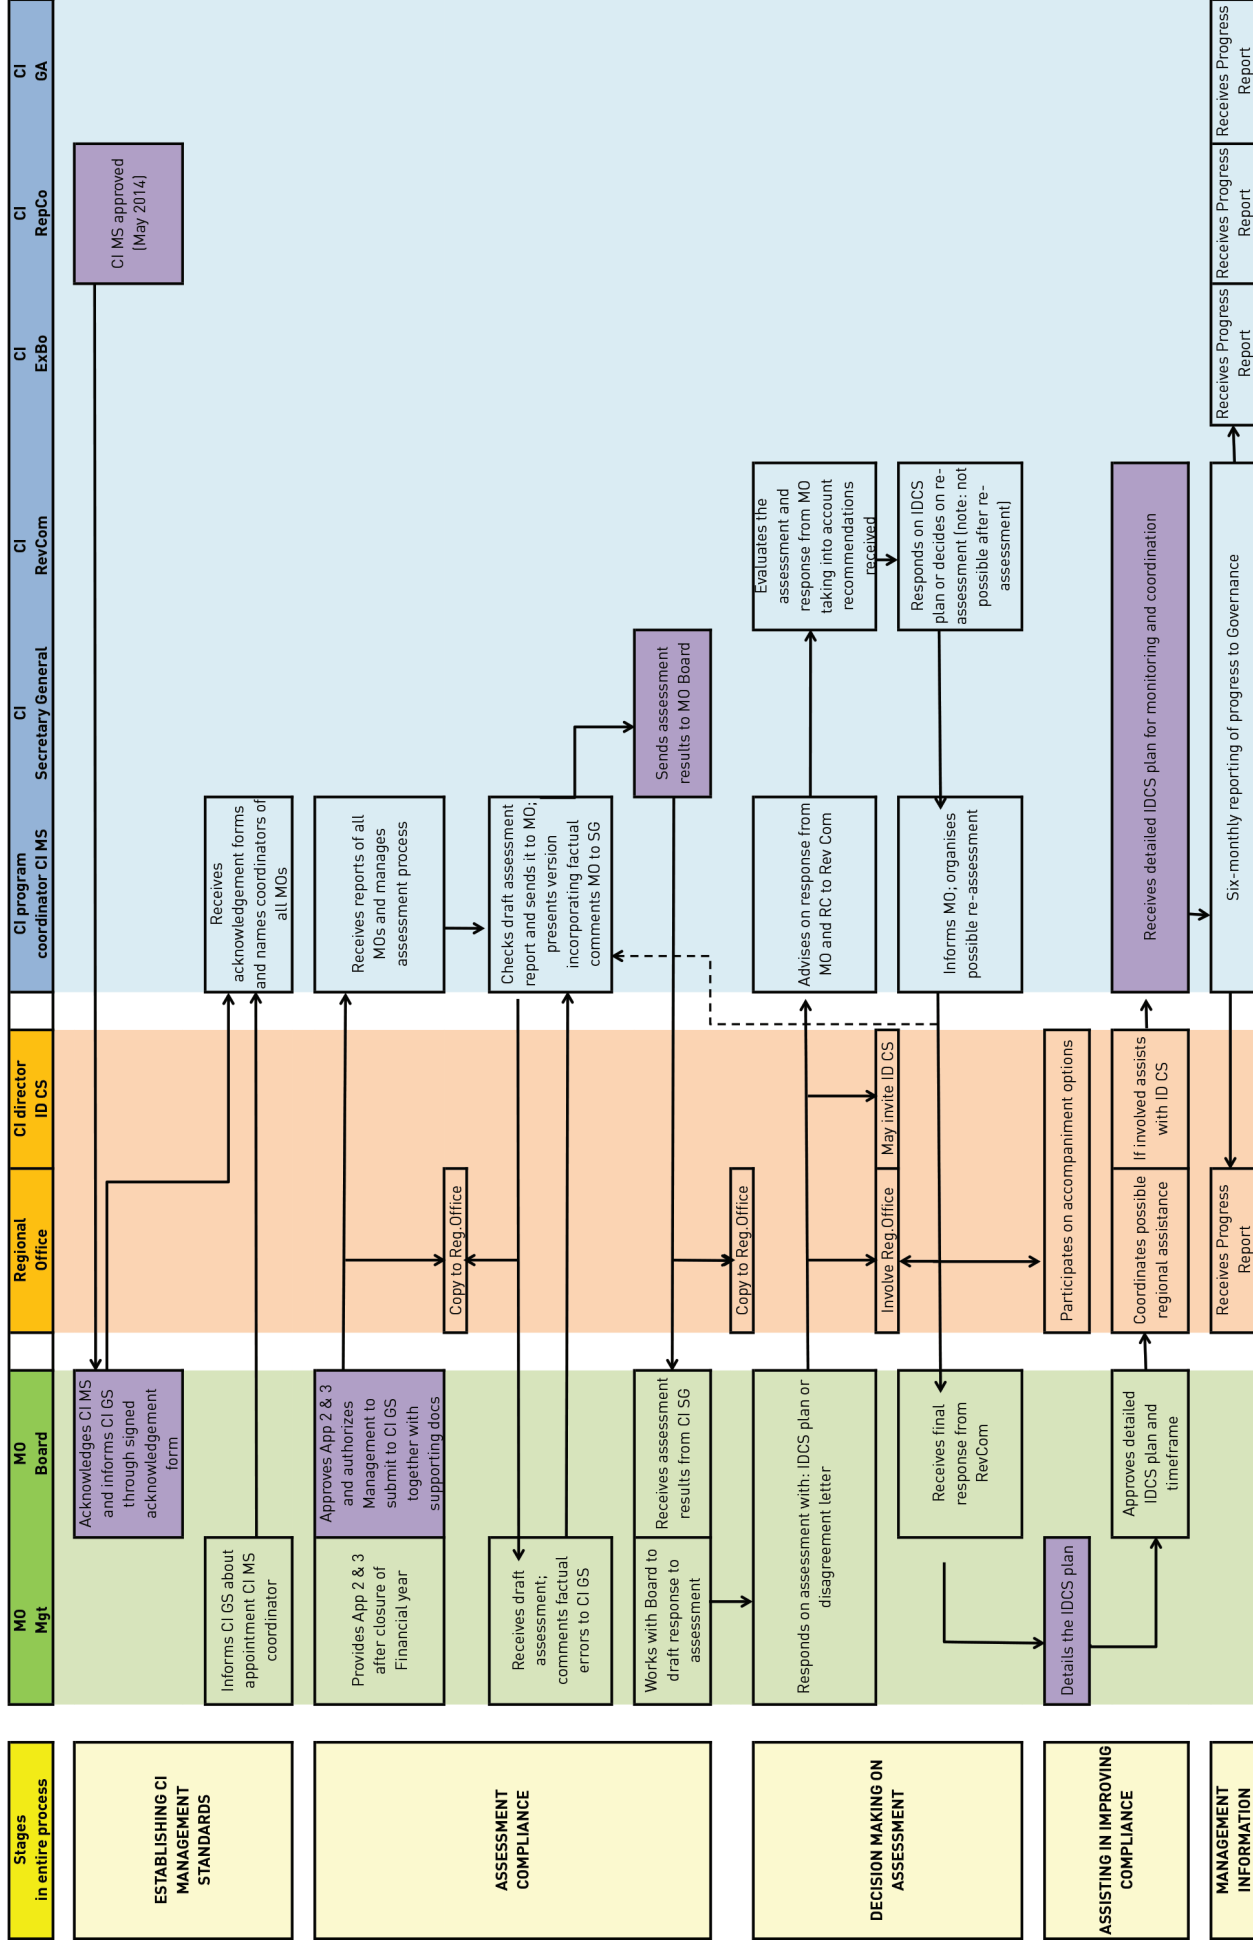 Stages
in entire process
MO
Mgt
MO
Board
Regional
Office
CI director
ID CS
CI program
coordinator CI MS
CI
Secretary General
CI
RevCom
CI
ExBo
CI
RepCo
CI
GA
ESTABLISHING CI
MANAGEMENT
STANDARDS
Acknowledges CI MS
and informs CI GS
through signed
acknowledgement
form
CI MS approved
(May 2014)
Informs CI GS about
appointment CI MS
coordinator
Receives
acknowledgement forms
and names coordinators of
all MOs
ASSESSMENT
COMPLIANCE
Provides App 2 & 3
after closure of
Financial year
Approves App 2 & 3
and authorizes
Management to
submit to CI GS
together with
supporting docs
Receives reports of all
MOs and manages
assessment process
Copy to Reg.Office
Receives draft
assessment;
comments factual
errors to CI GS
Checks draft assessment
report and sends it to MO;
presents version
incorporating factual
comments MO to SG
Works with Board to
draft response to
assessment
Receives assessment
results from CI SG
Sends assessment
results to MO Board
Copy to Reg.Office
DECISION MAKING ON
ASSESSMENT
Responds on assessment with: IDCS plan or
disagreement letter
Advises on response from
MO and RC to Rev Com
Evaluates the
assessment and
response from MO
taking into account
recommendations
received
Involve Reg.Office
May invite ID CS
Receives final
response from
RevCom
Informs MO; organises
possible re-assessment
Responds on IDCS
plan or decides on re-
assessment (note: not
possible after re-
assessment)
ASSISTING IN IMPROVING
COMPLIANCE
Details the IDCS plan
Participates on accompaniment options
Approves detailed
IDCS plan and
timeframe
Coordinates possible
regional assistance
If involved assists
with ID CS
Receives detailed IDCS plan for monitoring and coordination
MANAGEMENT
INFORMATION
Receives Progress
Report
Six-monthly reporting of progress to Governance
Receives Progress
Report
Receives Progress
Report
Receives Progress
Report